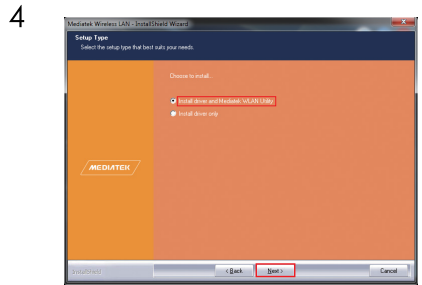 4
Mediatek Wireless LAN - InstallShield Wizard
Setup Type
Select the setup type that best suits your needs.
Choose to install...
Install driver and Mediatek WLAN Utility
Install driver only
MEDIATEK
InstallShield
< Back
Next >
Cancel